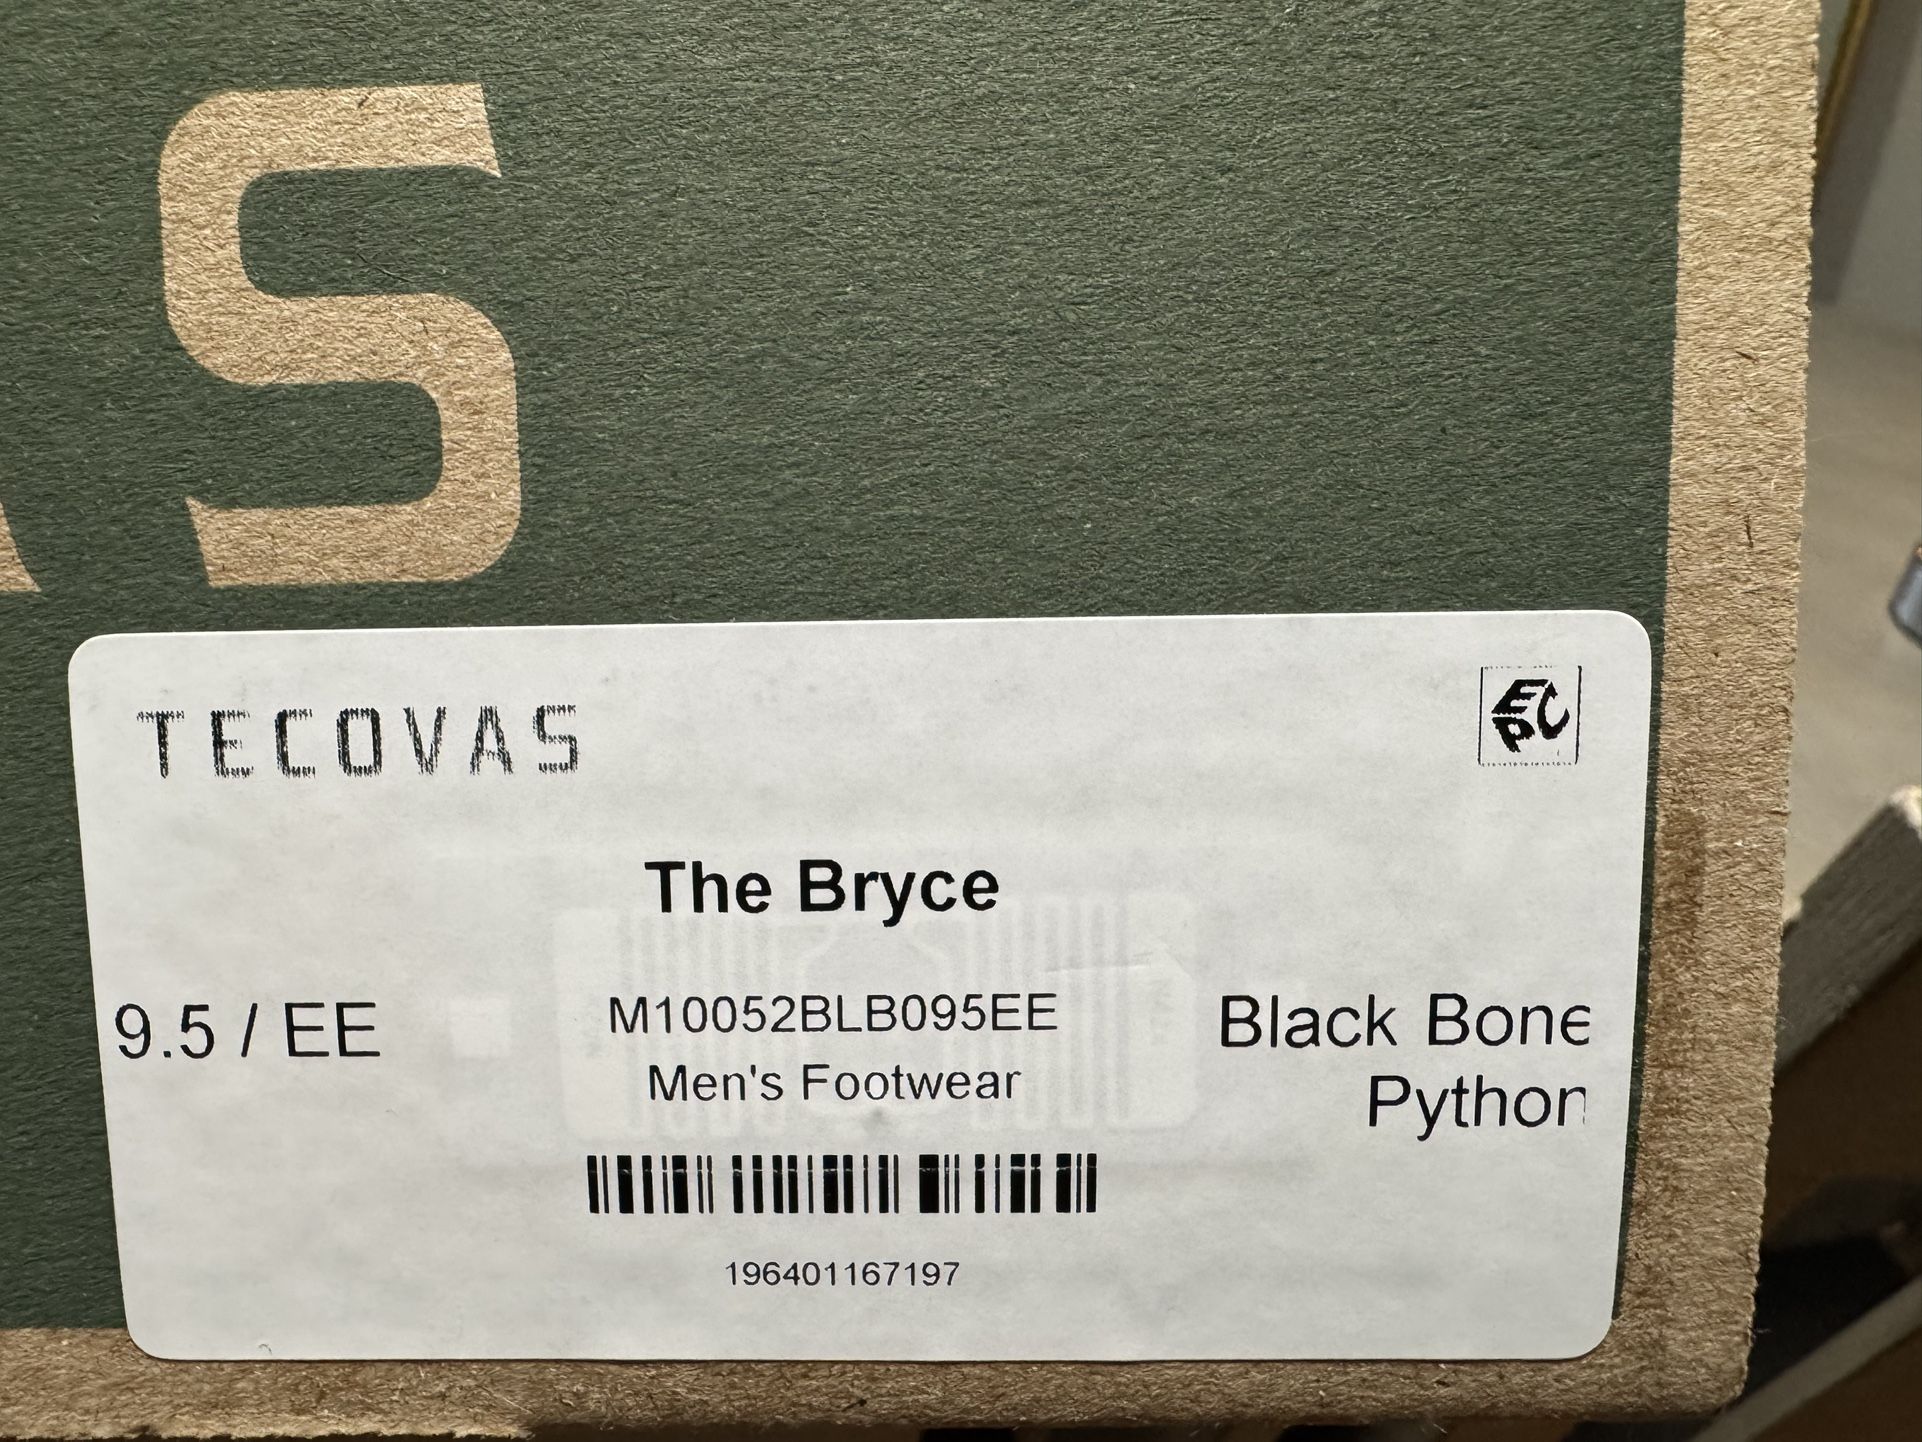 S
TECOVAS
EPC
The Bryce
9.5 / EE
M10052BLB095EE
Men's Footwear
Black Bone
Python
196401167197